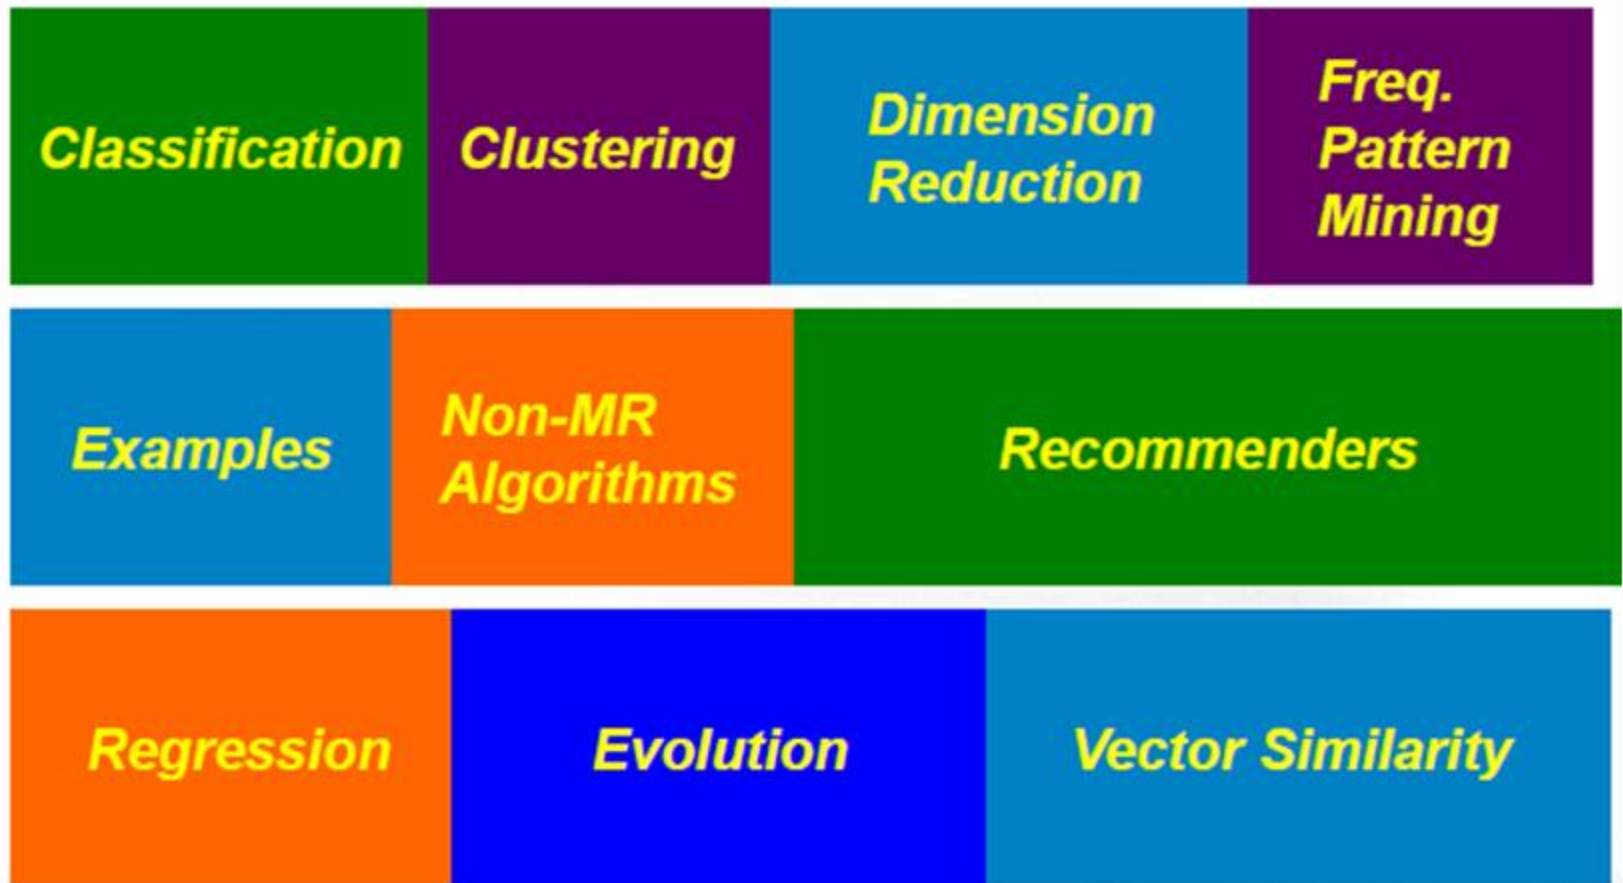 Classification
Clustering
Dimension
Reduction
Freq.
Pattern
Mining
Examples
Non-MR
Algorithms
Recommenders
Regression
Evolution
Vector Similarity